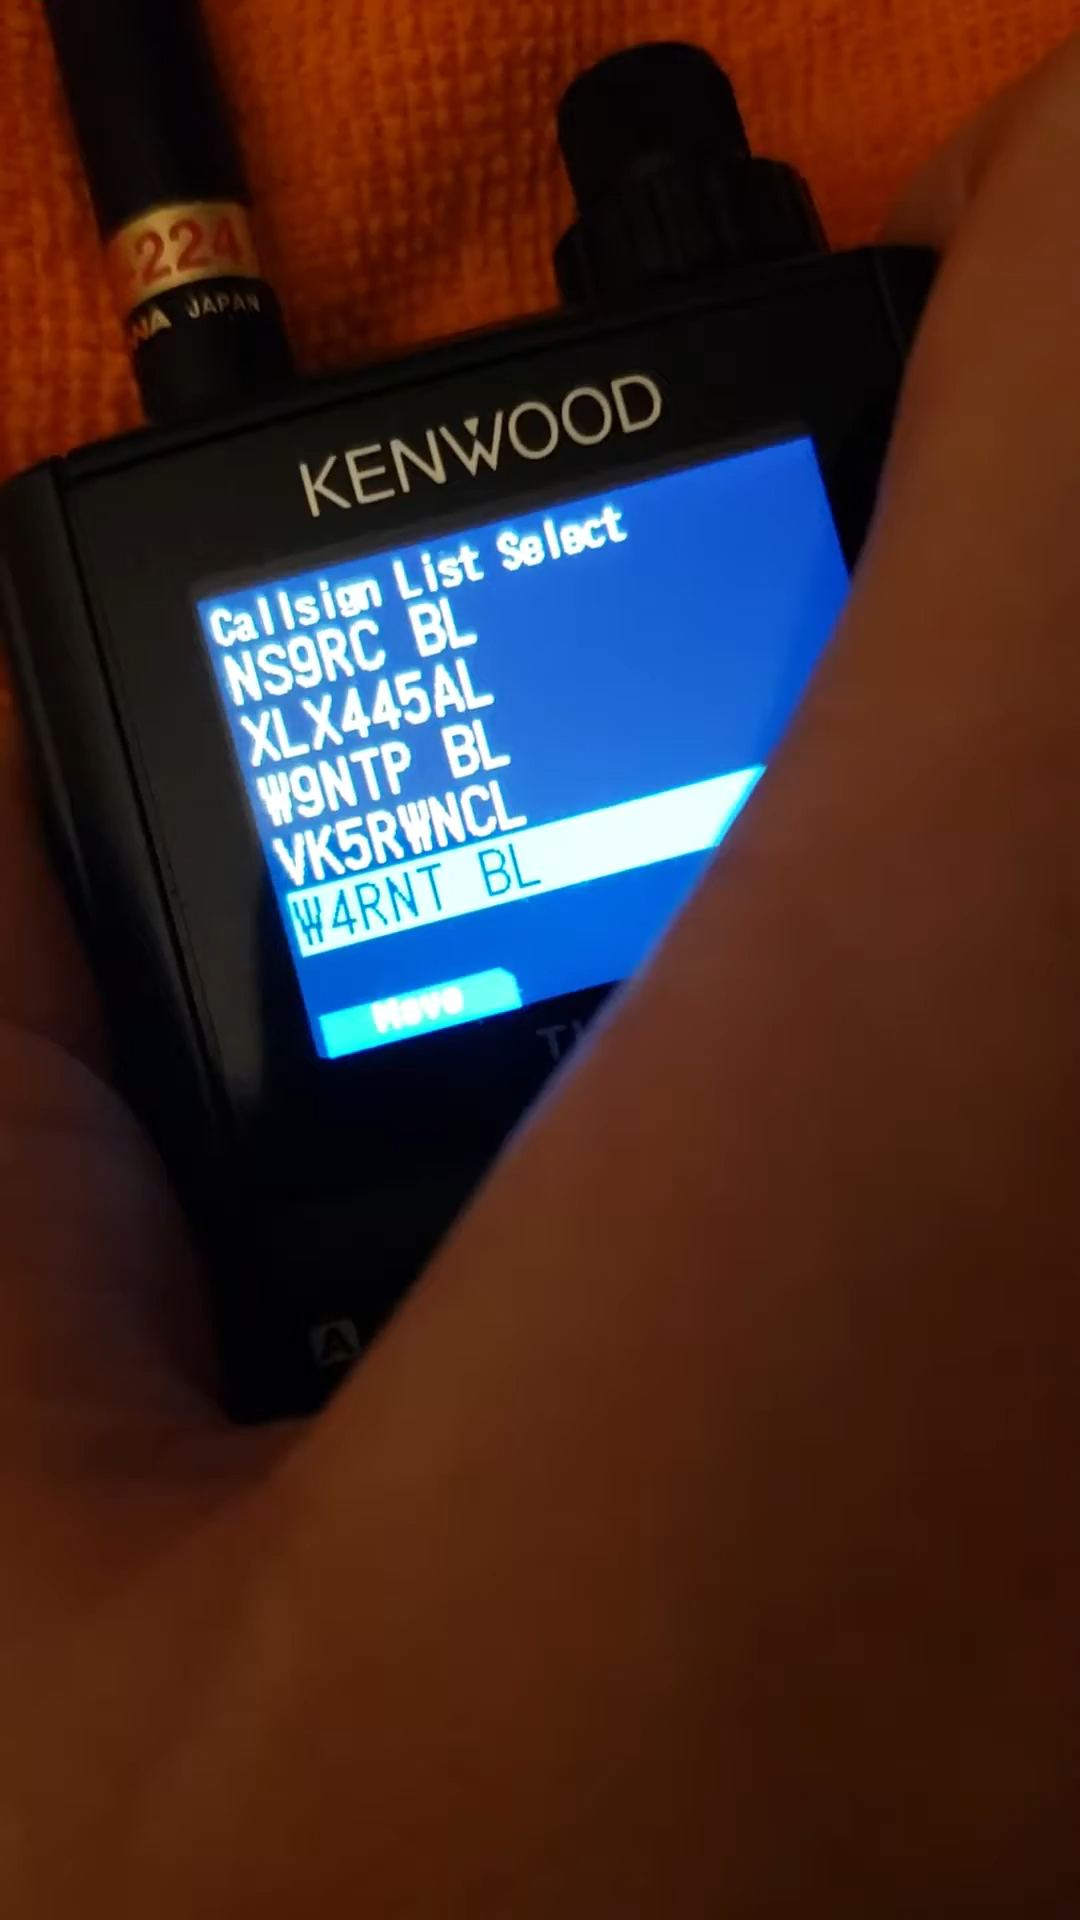 224
JAPAN
KENWOOD
Callsign List Select
NS9RC BL
XLX445AL
W9NTP BL
VK5RWNCL
W4RNT BL
Move
A